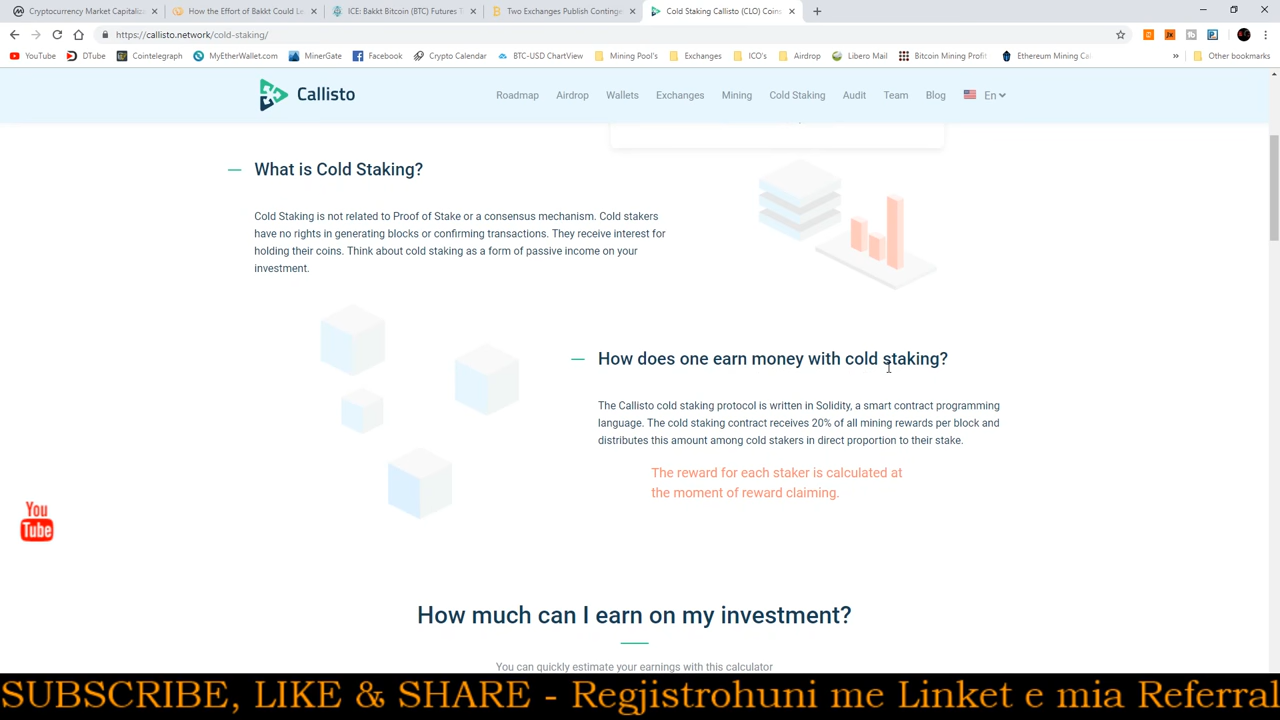 Cryptocurrency Market Capitaliz
How the Effort of Bakkt Could Le
ICE: Bakkt Bitcoin (BTC) Futures T
Two Exchanges Publish Continge
Cold Staking Callisto (CLO) Coins
https://callisto.network/cold-staking/
YouTube
DTube
Cointelegraph
MyEtherWallet.com
MinerGate
Facebook
Crypto Calendar
BTC-USD ChartView
Mining Pool's
Exchanges
ICO's
Airdrop
Libero Mail
Bitcoin Mining Profit
Ethereum Mining Ca
Other bookmarks
Callisto
Roadmap
Airdrop
Wallets
Exchanges
Mining
Cold Staking
Audit
Team
Blog
En
What is Cold Staking?
Cold Staking is not related to Proof of Stake or a consensus mechanism. Cold stakers
have no rights in generating blocks or confirming transactions. They receive interest for
holding their coins. Think about cold staking as a form of passive income on your
investment.
How does one earn money with cold staking?
The Callisto cold staking protocol is written in Solidity, a smart contract programming
language. The cold staking contract receives 20% of all mining rewards per block and
distributes this amount among cold stakers in direct proportion to their stake.
The reward for each staker is calculated at
the moment of reward claiming.
You
Tube
How much can I earn on my investment?
You can quickly estimate your earnings with this calculator
SUBSCRIBE, LIKE & SHARE - Regjistrohuni me Linket e mia Referral